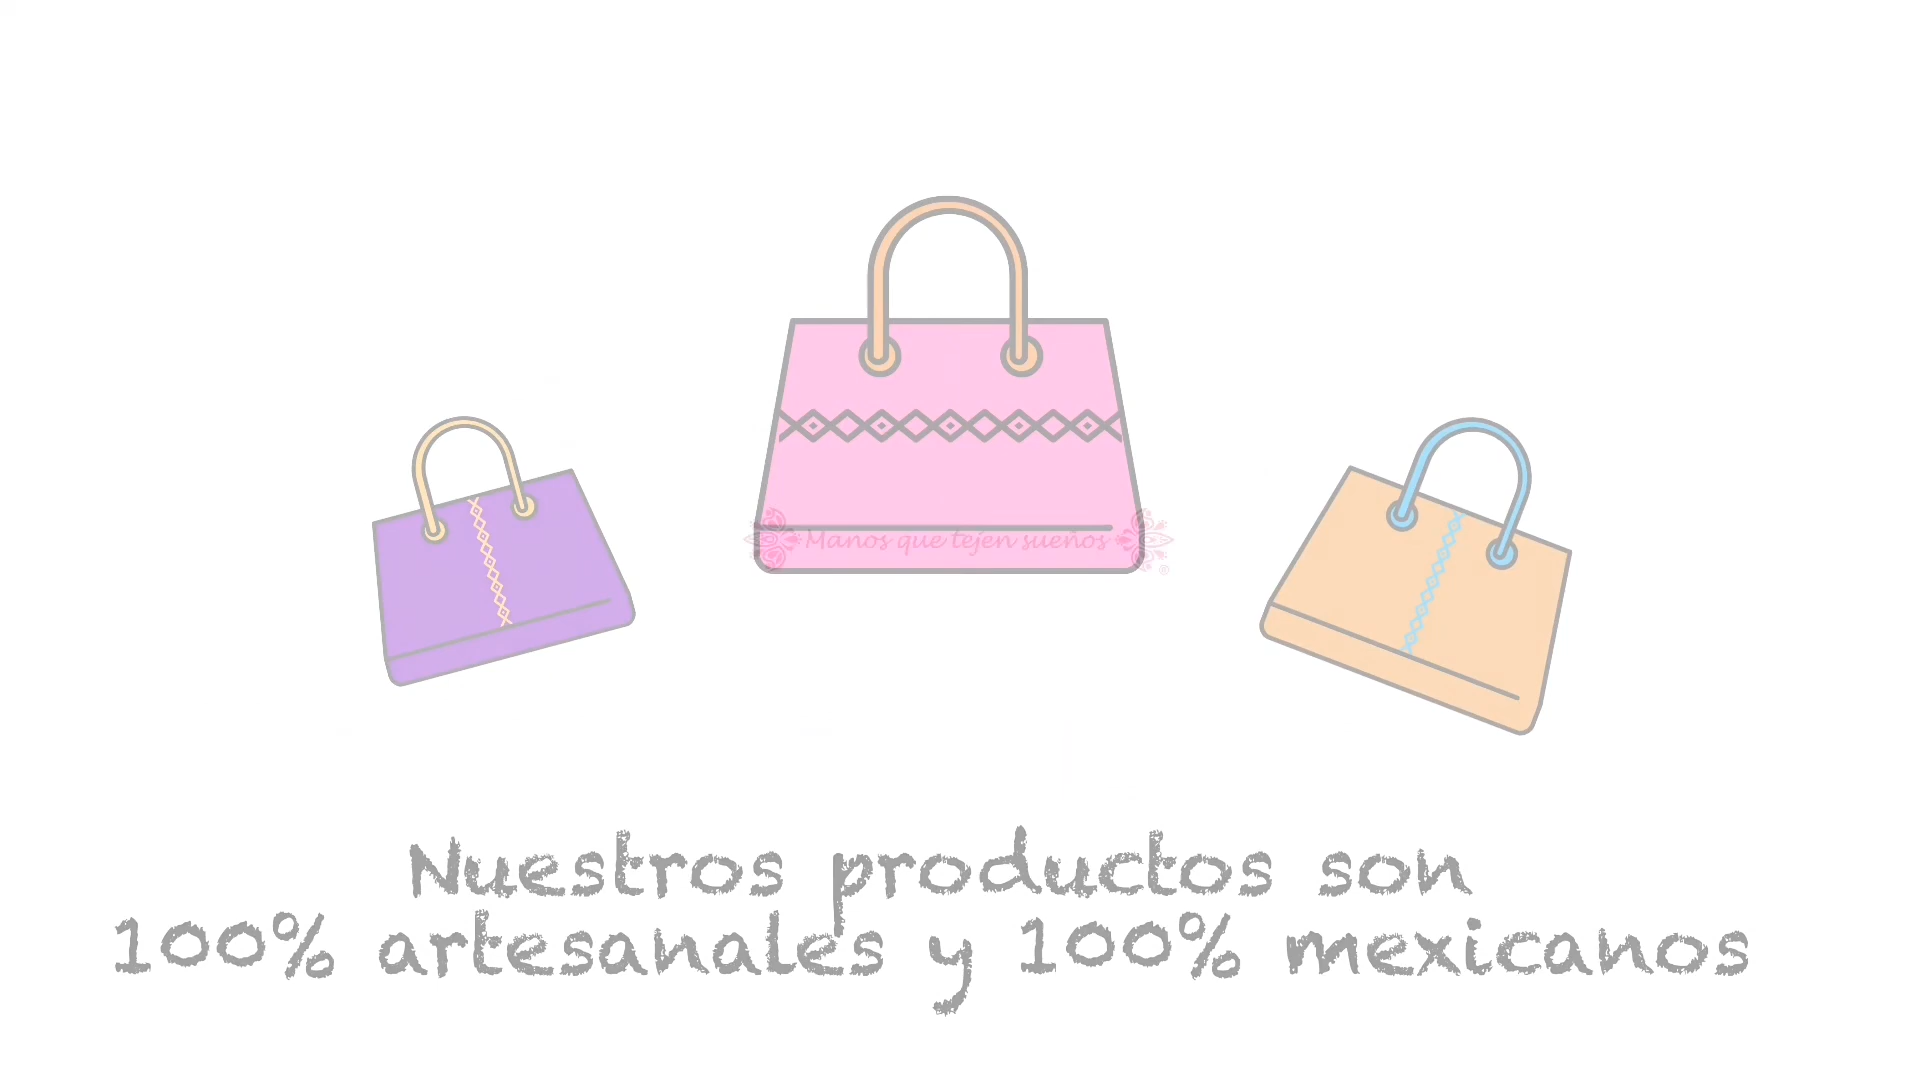 Manos que tejen sueños
®
Nuestros productos son
100% artesanales y 100% mexicanos